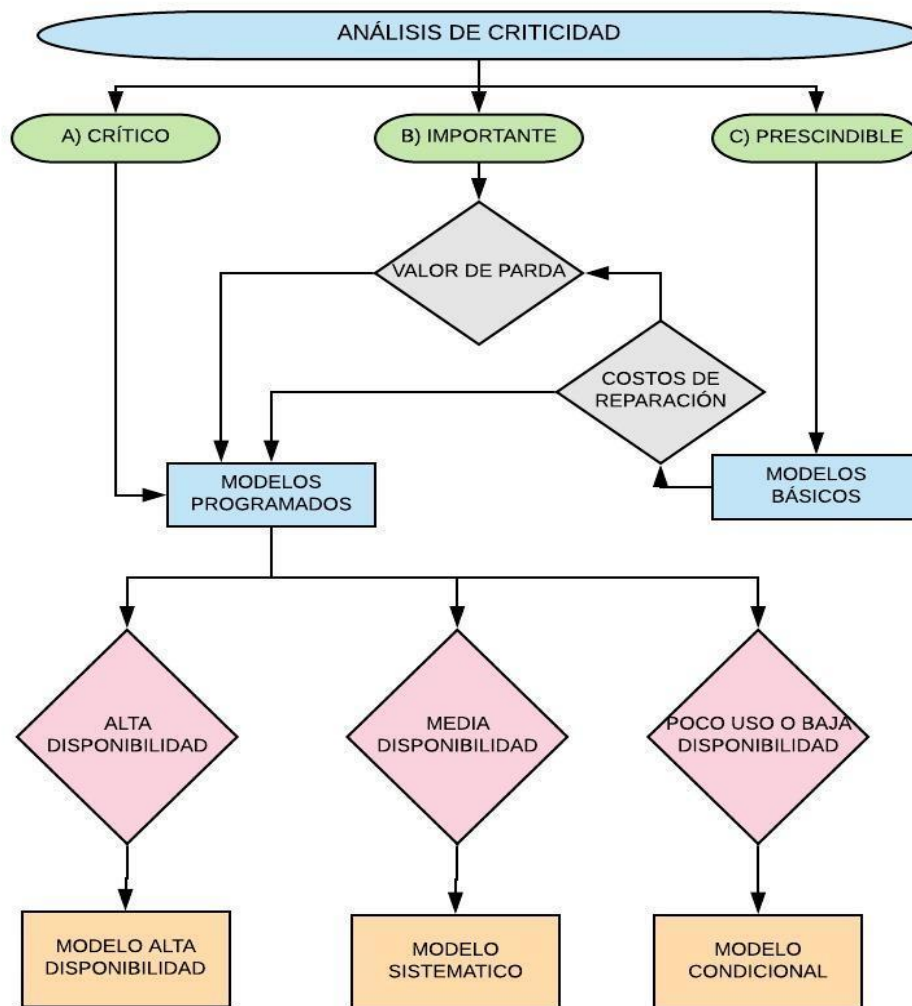 ANÁLISIS DE CRITICIDAD
A) CRÍTICO
B) IMPORTANTE
C) PRESCINDIBLE
VALOR DE PARDA
COSTOS DE
REPARACIÓN
MODELOS
PROGRAMADOS
MODELOS
BÁSICOS
ALTA
DISPONIBILIDAD
MEDIA
DISPONIBILIDAD
POCO USO O BAJA
DISPONIBILIDAD
MODELO ALTA
DISPONIBILIDAD
MODELO
SISTEMATICO
MODELO
CONDICIONAL